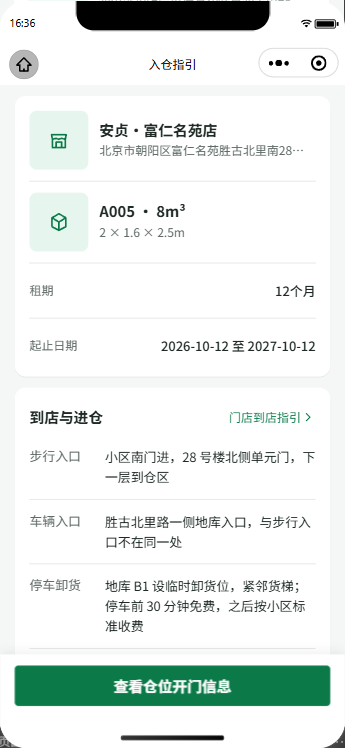 16:36
入仓指引
安贞·富仁名苑店
北京市朝阳区富仁名苑胜古北里南28…
A005 · 8m³
2 × 1.6 × 2.5m
租期
12个月
起止日期
2026-10-12 至 2027-10-12
到店与进仓
门店到店指引
步行入口
小区南门进，28 号楼北侧单元门，下
一层到仓区
车辆入口
胜古北里路一侧地库入口，与步行入
口不在同一处
停车卸货
地库 B1 设临时卸货位，紧邻货梯；
停车前 30 分钟免费，之后按小区标
准收费
查看仓位开门信息